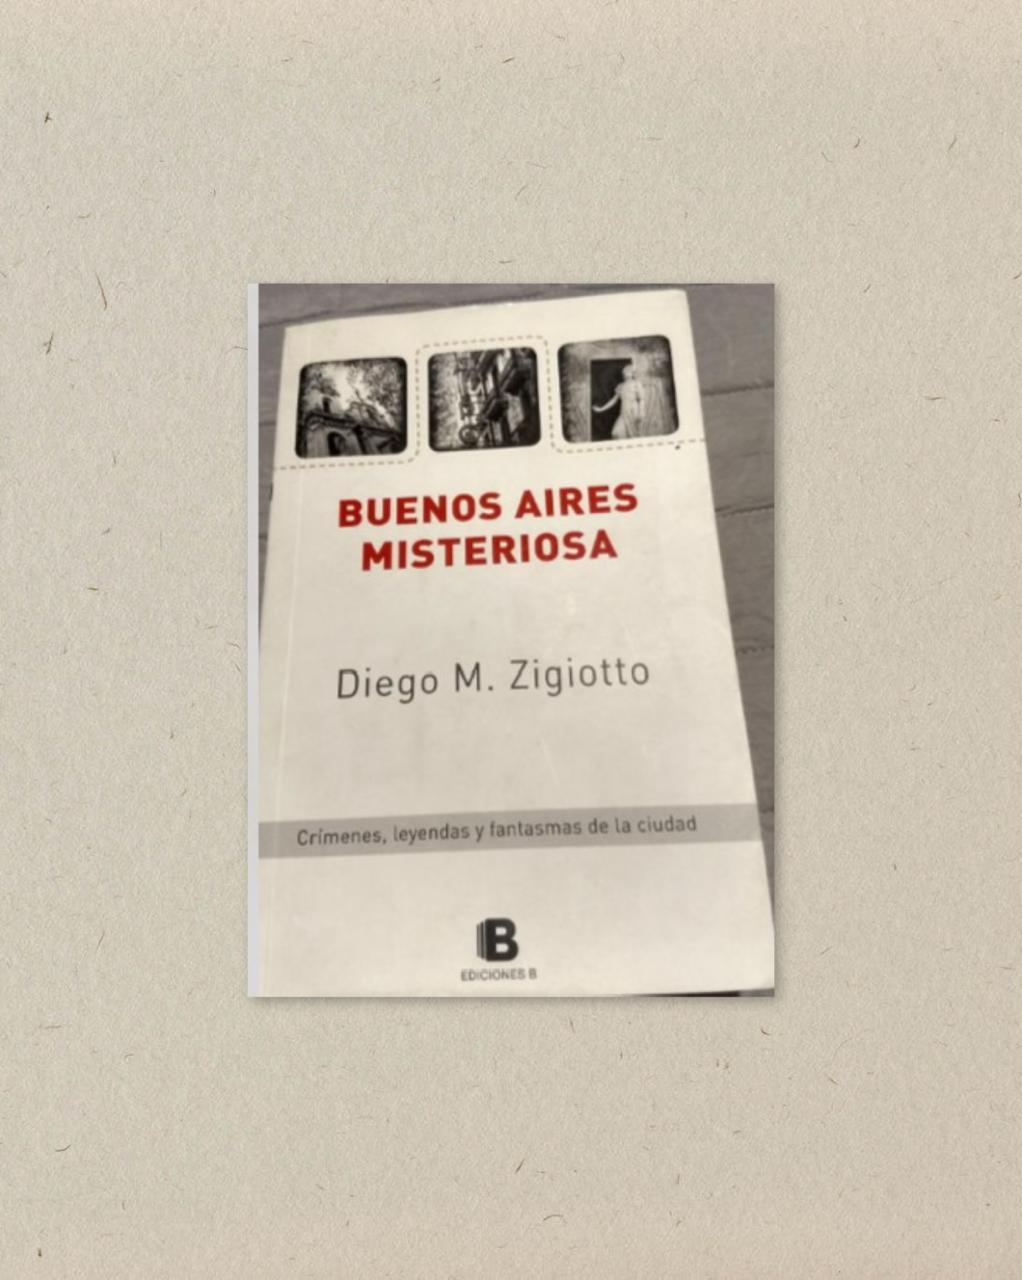 BUENOS AIRES
MISTERIOSA
Diego M. Zigiotto
Crímenes, leyendas y fantasmas de la ciudad
B
EDICIONES B